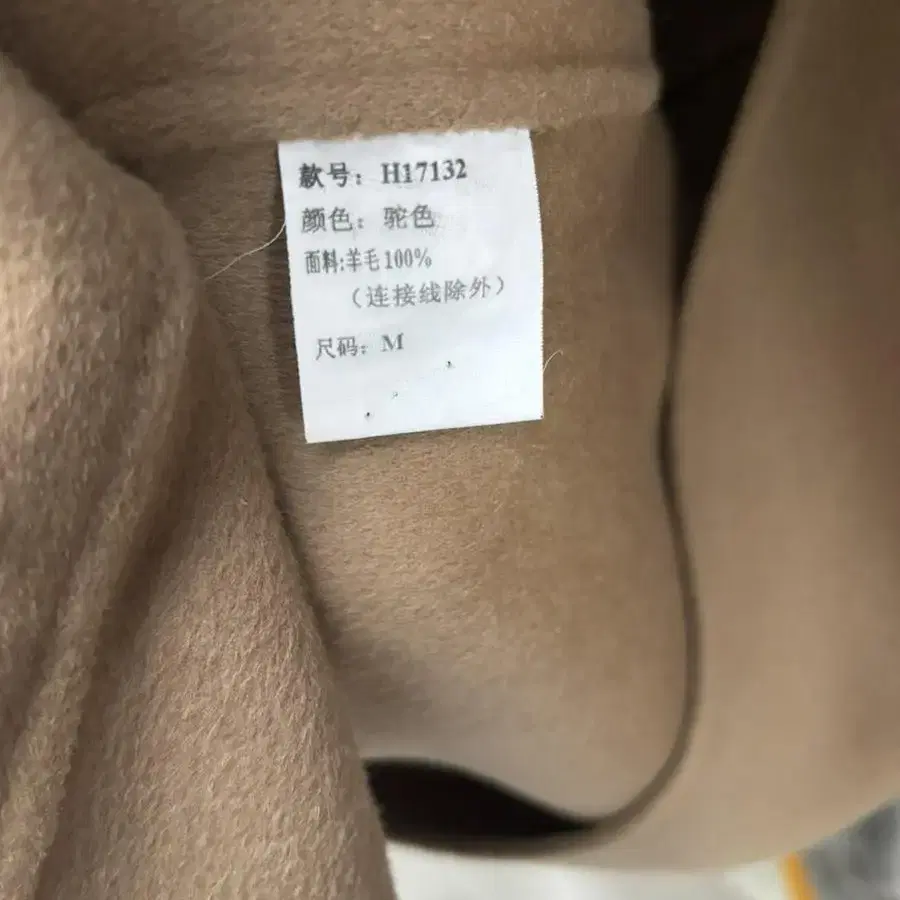 款号：H17132
颜色：驼色
面料:羊毛100%
（连接线除外）
尺码：M